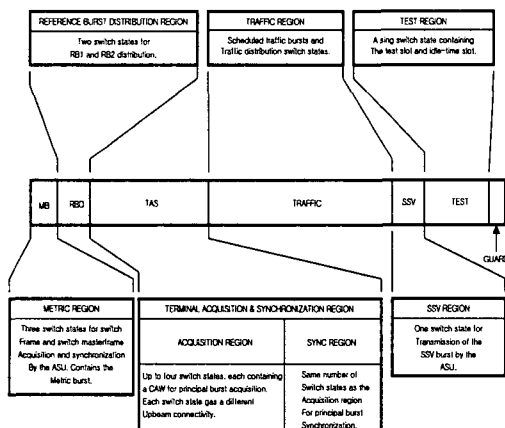 REFERENCE BURST DISTRIBUTION REGION
Two switch states for
RB1 and RB2 distribution.
TRAFFIC REGION
Scheduled traffic bursts and
Traffic distribution switch states.
TEST REGION
A sing switch state containing
The test slot and idle-time slot.
MB
RBD
TAS
TRAFFIC
SSV
TEST
GUARD
METRIC REGION
Three switch states for switch
Frame and switch masterframe
Acquisition and synchronization
By the ASU. Contains the
Metric burst.
TERMINAL ACQUISITION & SYNCHRONIZATION REGION
ACQUISITION REGION
Up to four switch states, each containing
a CAW for principal burst acquisition.
Each switch state gas a different
Upbeam connectivity.
SYNC REGION
Same number of
Switch states as the
Acquisition region
For principal burst
Synchronization.
SSV REGION
One switch state for
Transmission of the
SSV burst by the
ASU.